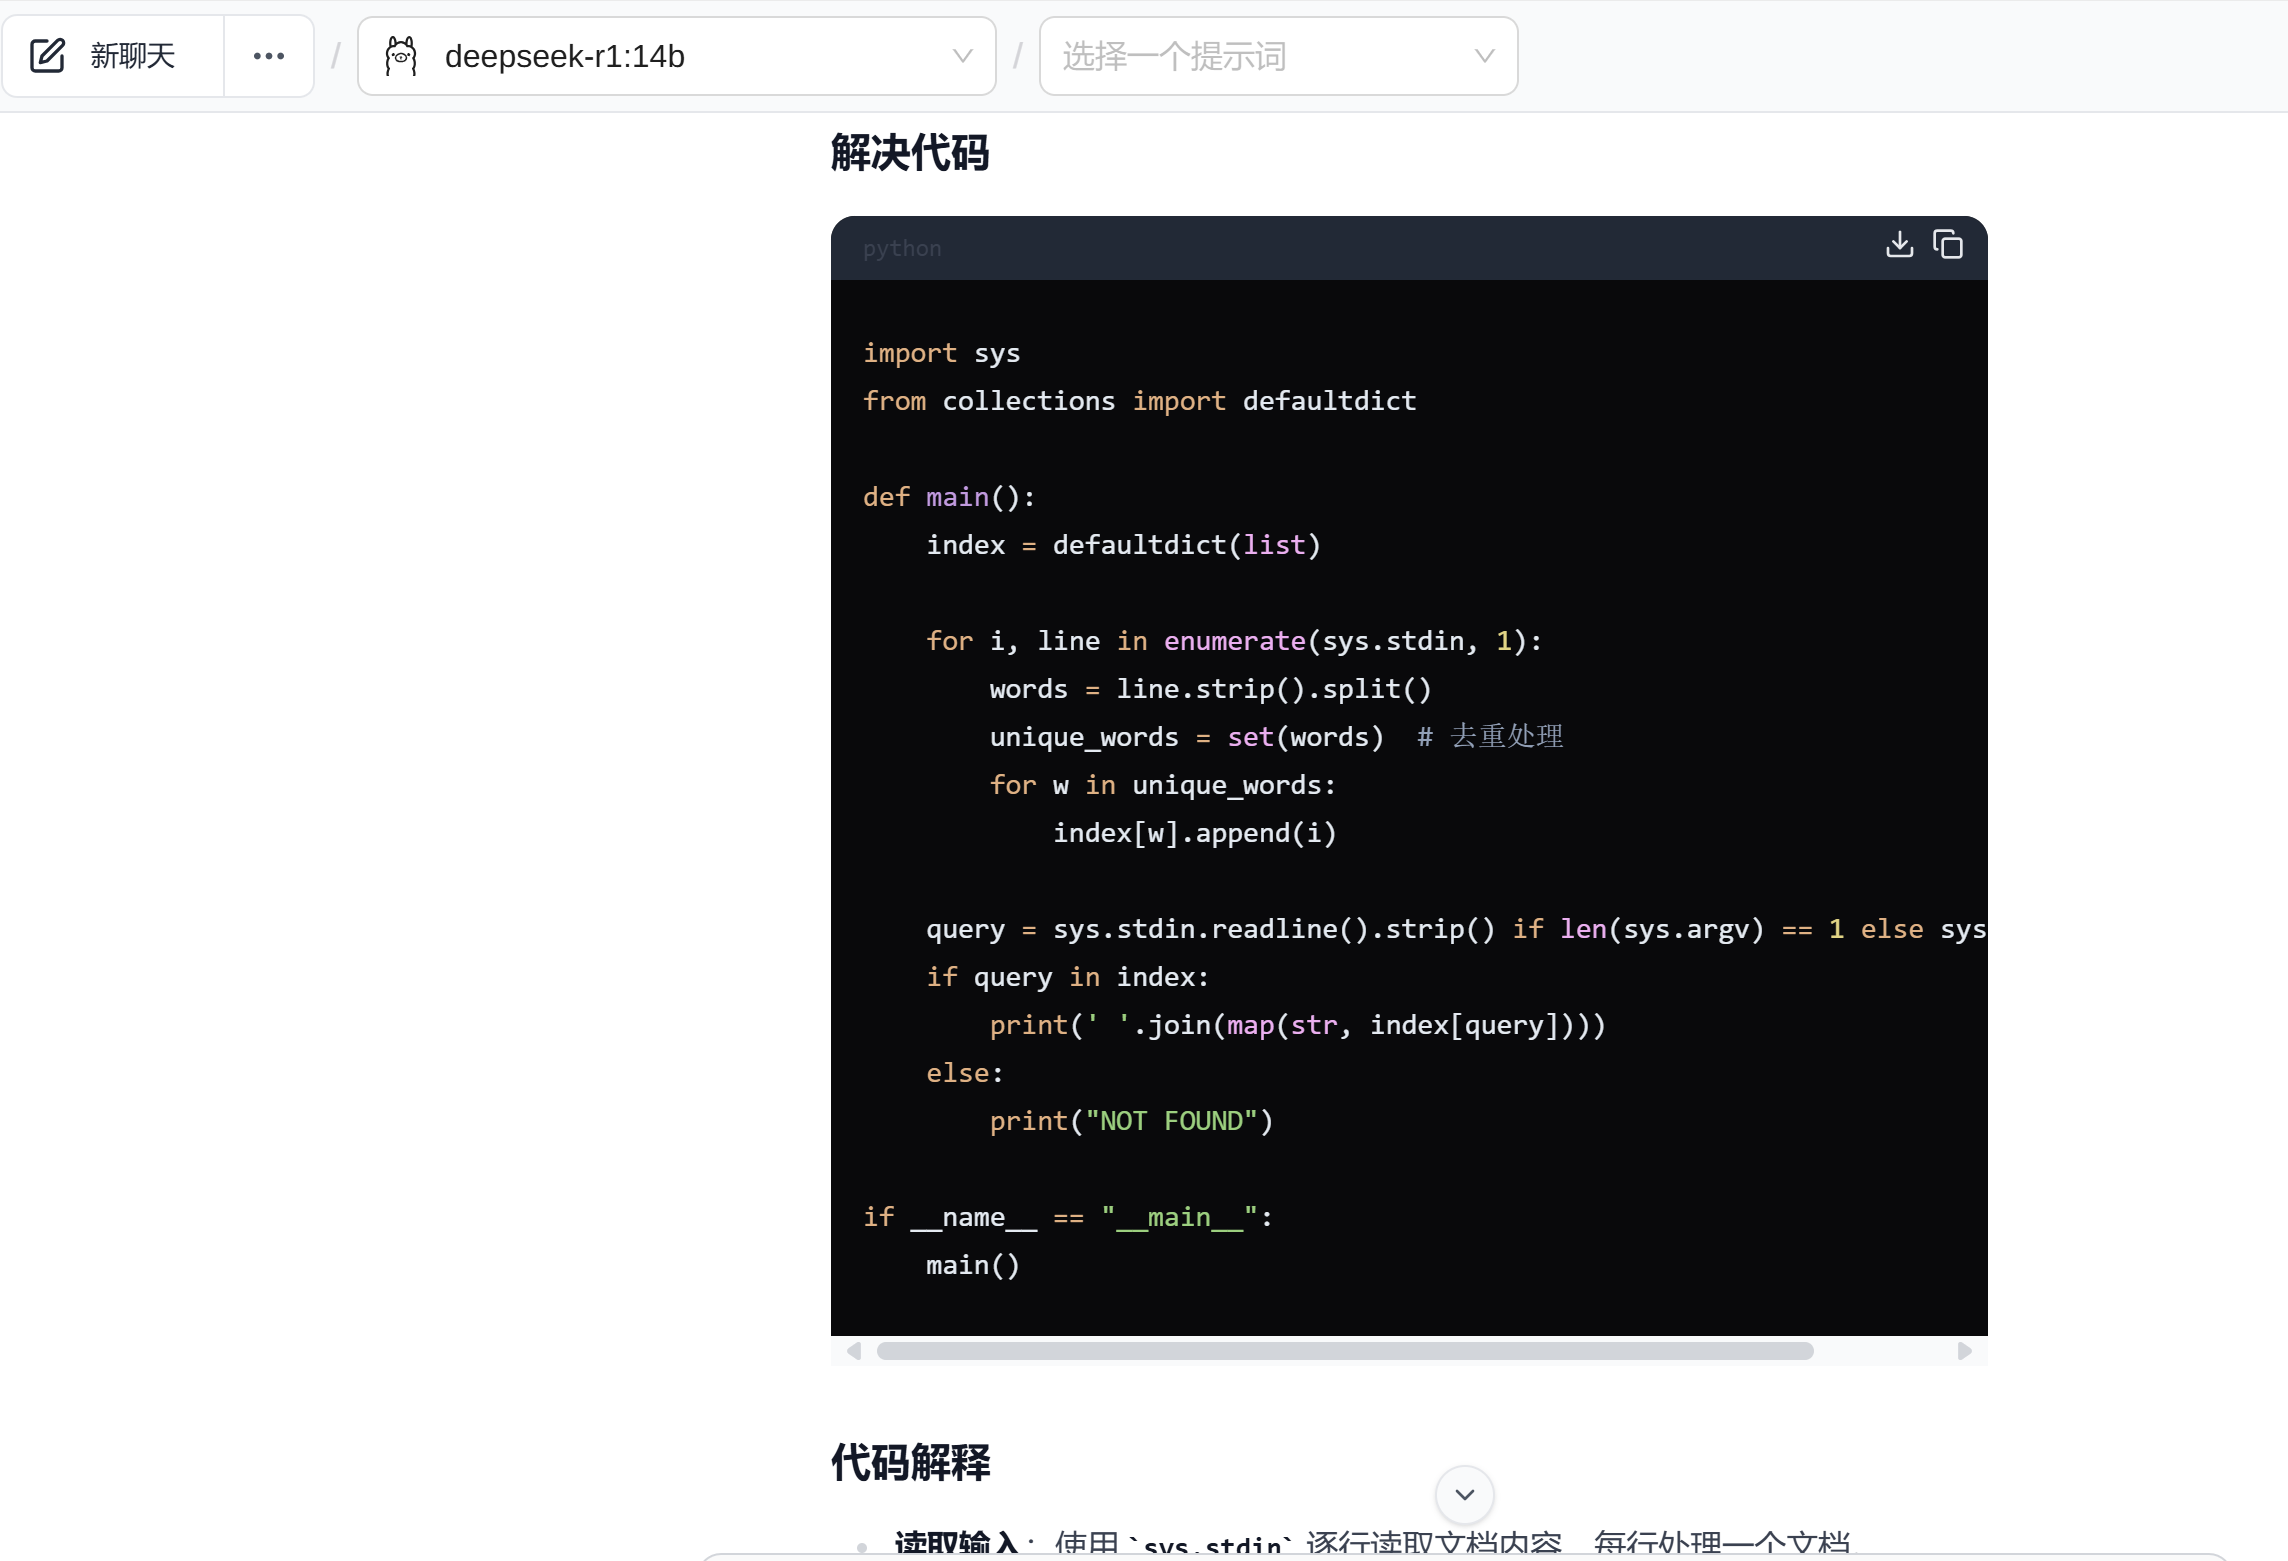 新聊天 ··· / deepseek-r1:14b / 选择一个提示词
解决代码
python
import sys
from collections import defaultdict
def main():
    index = defaultdict(list)
    for i, line in enumerate(sys.stdin, 1):
        words = line.strip().split()
        unique_words = set(words)  # 去重处理
        for w in unique_words:
            index[w].append(i)
    query = sys.stdin.readline().strip() if len(sys.argv) == 1 else sys
    if query in index:
        print(' '.join(map(str, index[query])))
    else:
        print("NOT FOUND")
if __name__ == "__main__":
    main()
代码解释
读取输入：使用 `sys.stdin` 逐行读取文档内容，每行处理一个文档